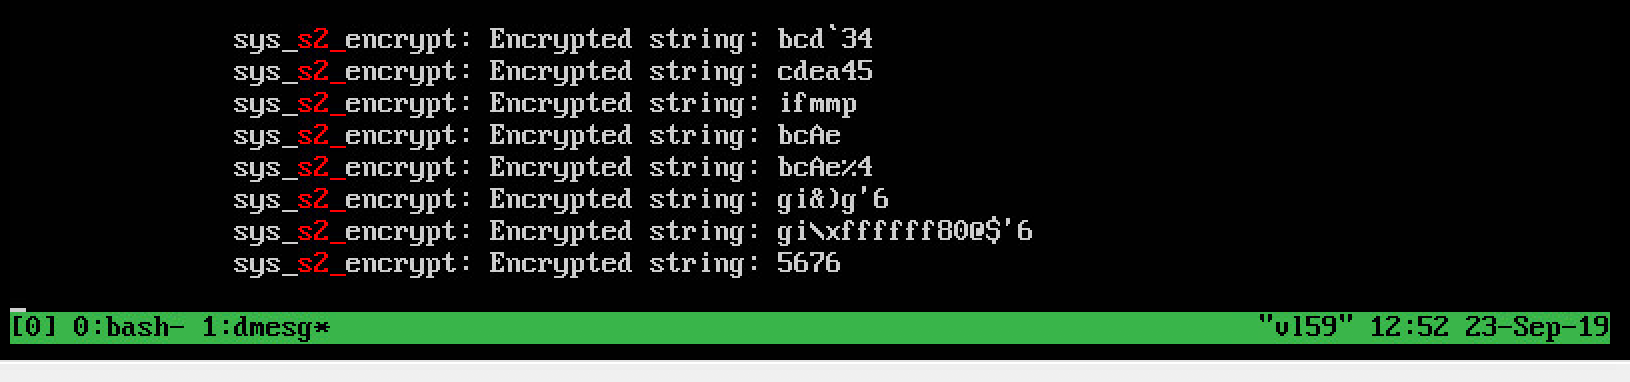 sys_s2_encrypt: Encrypted string: bcd`34
sys_s2_encrypt: Encrypted string: cdea45
sys_s2_encrypt: Encrypted string: ifmmp
sys_s2_encrypt: Encrypted string: bcAe
sys_s2_encrypt: Encrypted string: bcAe%4
sys_s2_encrypt: Encrypted string: gi&)g'6
sys_s2_encrypt: Encrypted string: gi\xffffff80@$'6
sys_s2_encrypt: Encrypted string: 5676
[0] 0:bash- 1:dmesg* "vl59" 12:52 23-Sep-19